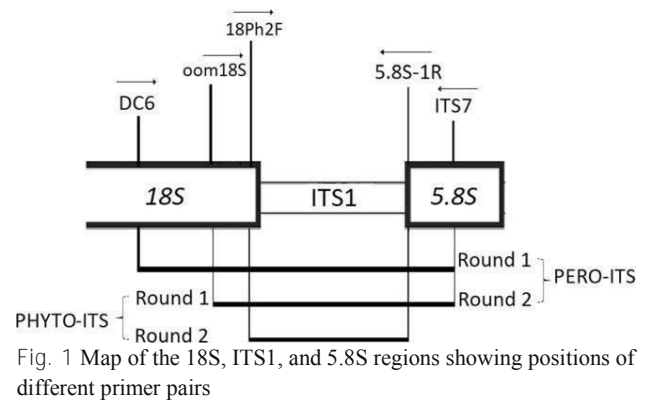 18Ph2F
oom18S
5.8S-1R
DC6
ITS7
18S
ITS1
5.8S
Round 1
PERO-ITS
Round 1
Round 2
PHYTO-ITS
Round 2
Fig. 1 Map of the 18S, ITS1, and 5.8S regions showing positions of
different primer pairs